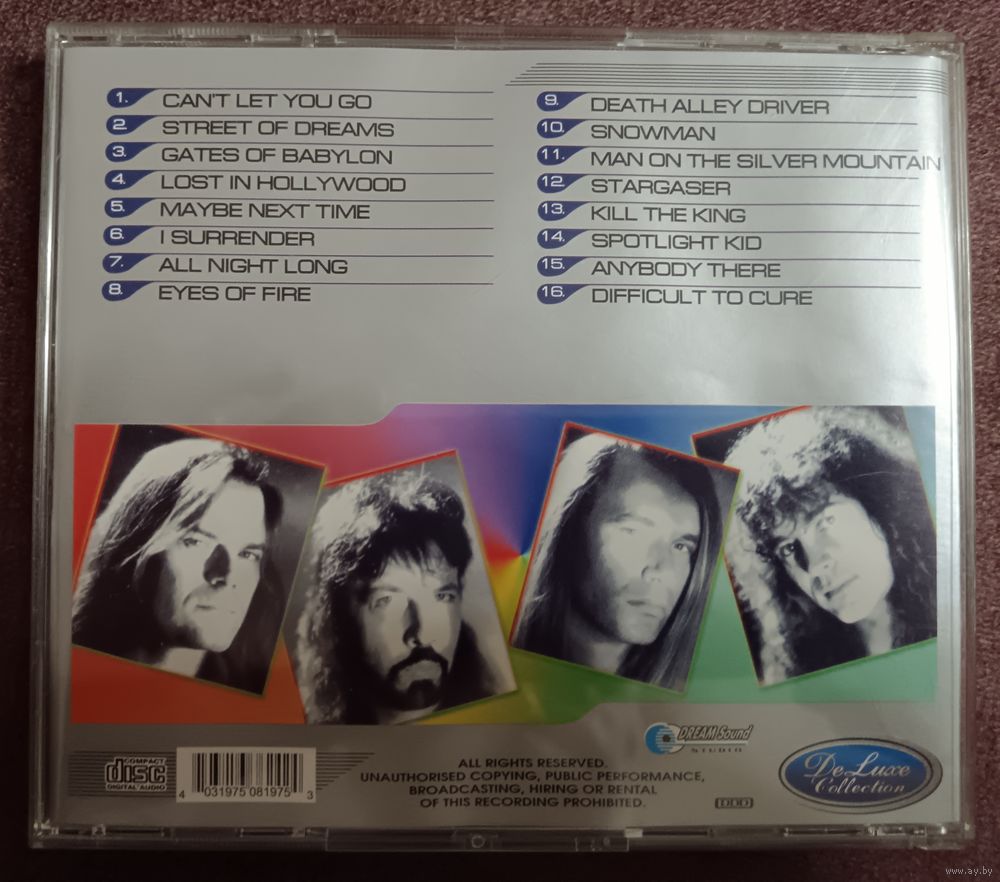 1. CAN'T LET YOU GO
2. STREET OF DREAMS
3. GATES OF BABYLON
4. LOST IN HOLLYWOOD
5. MAYBE NEXT TIME
6. I SURRENDER
7. ALL NIGHT LONG
8. EYES OF FIRE
9. DEATH ALLEY DRIVER
10. SNOWMAN
11. MAN ON THE SILVER MOUNTAIN
12. STARGASER
13. KILL THE KING
14. SPOTLIGHT KID
15. ANYBODY THERE
16. DIFFICULT TO CURE
COMPACT
disc
DIGITAL AUDIO
4 031975 081975 3
ALL RIGHTS RESERVED.
UNAUTHORISED COPYING, PUBLIC PERFORMANCE,
BROADCASTING, HIRING OR RENTAL
OF THIS RECORDING PROHIBITED.
DREAM Sound
STUDIO
DDD
DeLuxe
Collection
www.ay.by